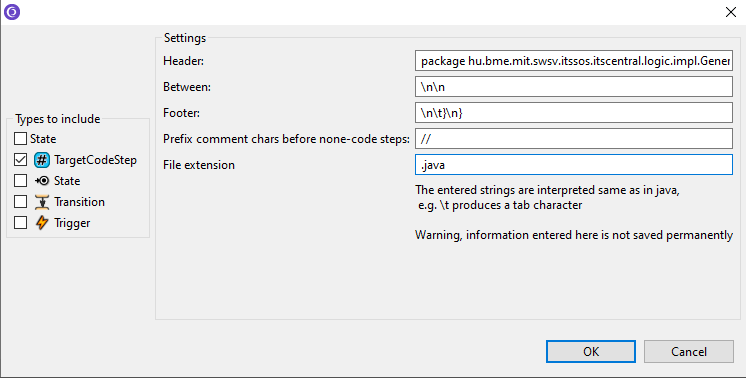 Types to include
State
TargetCodeStep
State
Transition
Trigger
Settings
Header: package hu.bme.mit.swsv.itssos.itscentral.logic.impl.Gener
Between: \n\n
Footer: \n\t}\n}
Prefix comment chars before none-code steps: //
File extension .java
The entered strings are interpreted same as in java,
e.g. \t produces a tab character
Warning, information entered here is not saved permanently
OK Cancel